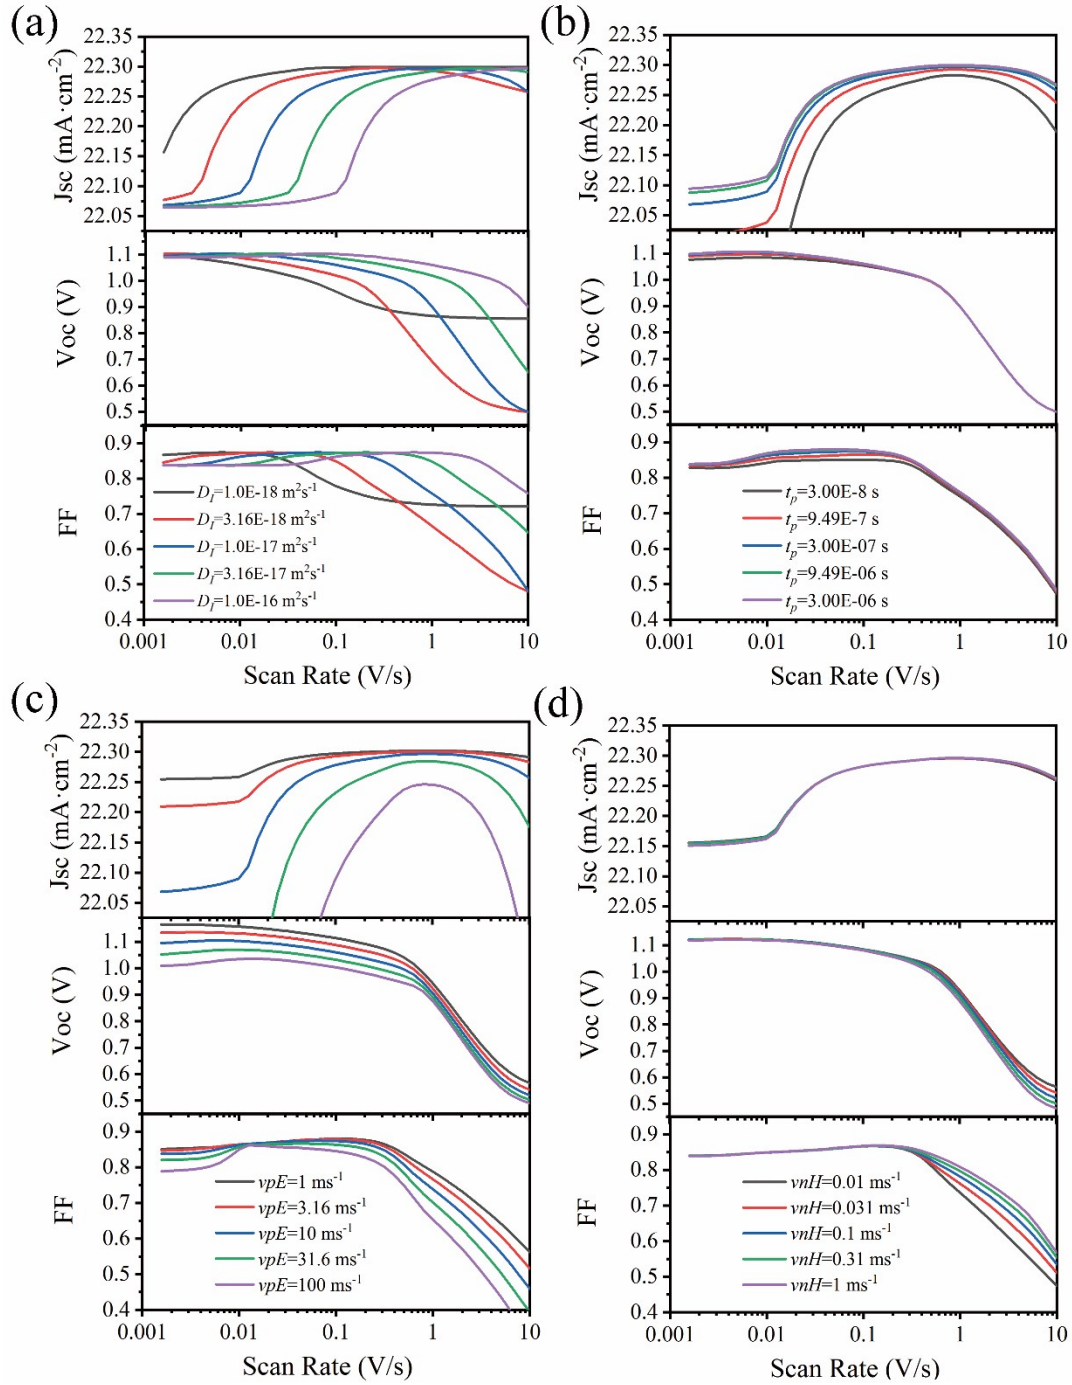 (a)
22.35
22.30
22.25
22.20
22.15
22.10
22.05
Jsc (mA·cm-2)
1.1
1.0
0.9
0.8
0.7
0.6
0.5
Voc (V)
0.9
0.8
0.7
0.6
0.5
0.4
FF
DI=1.0E-18 m2s-1
DI=3.16E-18 m2s-1
DI=1.0E-17 m2s-1
DI=3.16E-17 m2s-1
DI=1.0E-16 m2s-1
0.001 0.01 0.1 1 10
Scan Rate (V/s)
(b)
22.35
22.30
22.25
22.20
22.15
22.10
22.05
Jsc (mA·cm-2)
1.1
1.0
0.9
0.8
0.7
0.6
0.5
Voc (V)
0.9
0.8
0.7
0.6
0.5
0.4
FF
tp=3.00E-8 s
tp=9.49E-7 s
tp=3.00E-07 s
tp=9.49E-06 s
tp=3.00E-06 s
0.001 0.01 0.1 1 10
Scan Rate (V/s)
(c)
22.35
22.30
22.25
22.20
22.15
22.10
22.05
Jsc (mA·cm-2)
1.1
1.0
0.9
0.8
0.7
0.6
0.5
Voc (V)
0.9
0.8
0.7
0.6
0.5
0.4
FF
vpE=1 ms-1
vpE=3.16 ms-1
vpE=10 ms-1
vpE=31.6 ms-1
vpE=100 ms-1
0.001 0.01 0.1 1 10
Scan Rate (V/s)
(d)
22.35
22.30
22.25
22.20
22.15
22.10
22.05
Jsc (mA·cm-2)
1.1
1.0
0.9
0.8
0.7
0.6
0.5
Voc (V)
0.9
0.8
0.7
0.6
0.5
0.4
FF
vnH=0.01 ms-1
vnH=0.031 ms-1
vnH=0.1 ms-1
vnH=0.31 ms-1
vnH=1 ms-1
0.001 0.01 0.1 1 10
Scan Rate (V/s)